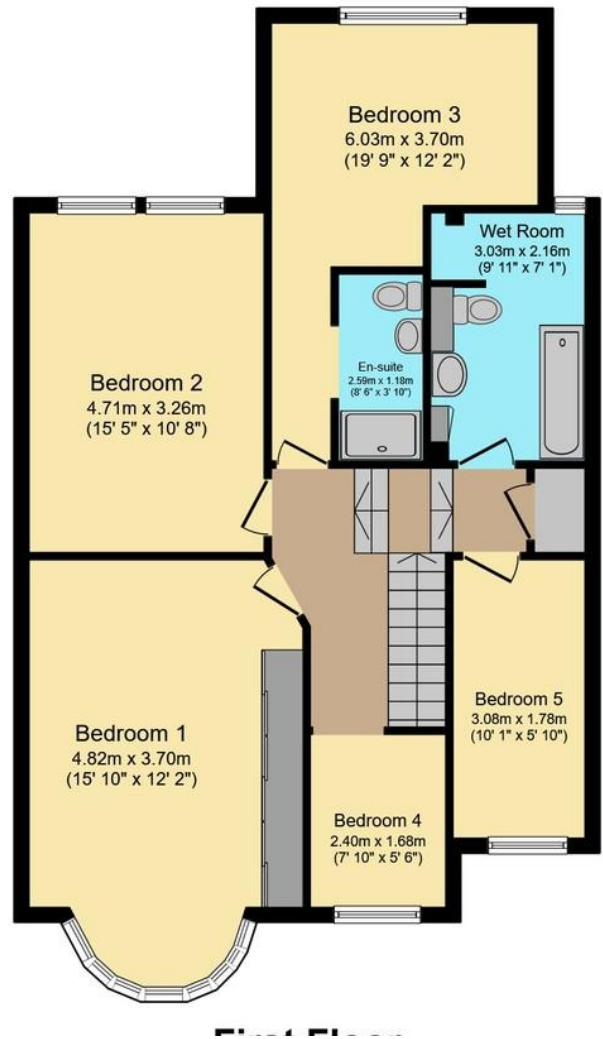 Bedroom 3
6.03m x 3.70m
(19' 9" x 12' 2")
Wet Room
3.03m x 2.16m
(9' 11" x 7' 1")
En-suite
2.59m x 1.18m
(8' 6" x 3' 10")
Bedroom 2
4.71m x 3.26m
(15' 5" x 10' 8")
Bedroom 1
4.82m x 3.70m
(15' 10" x 12' 2")
Bedroom 5
3.08m x 1.78m
(10' 1" x 5' 10")
Bedroom 4
2.40m x 1.68m
(7' 10" x 5' 6")
First Floor